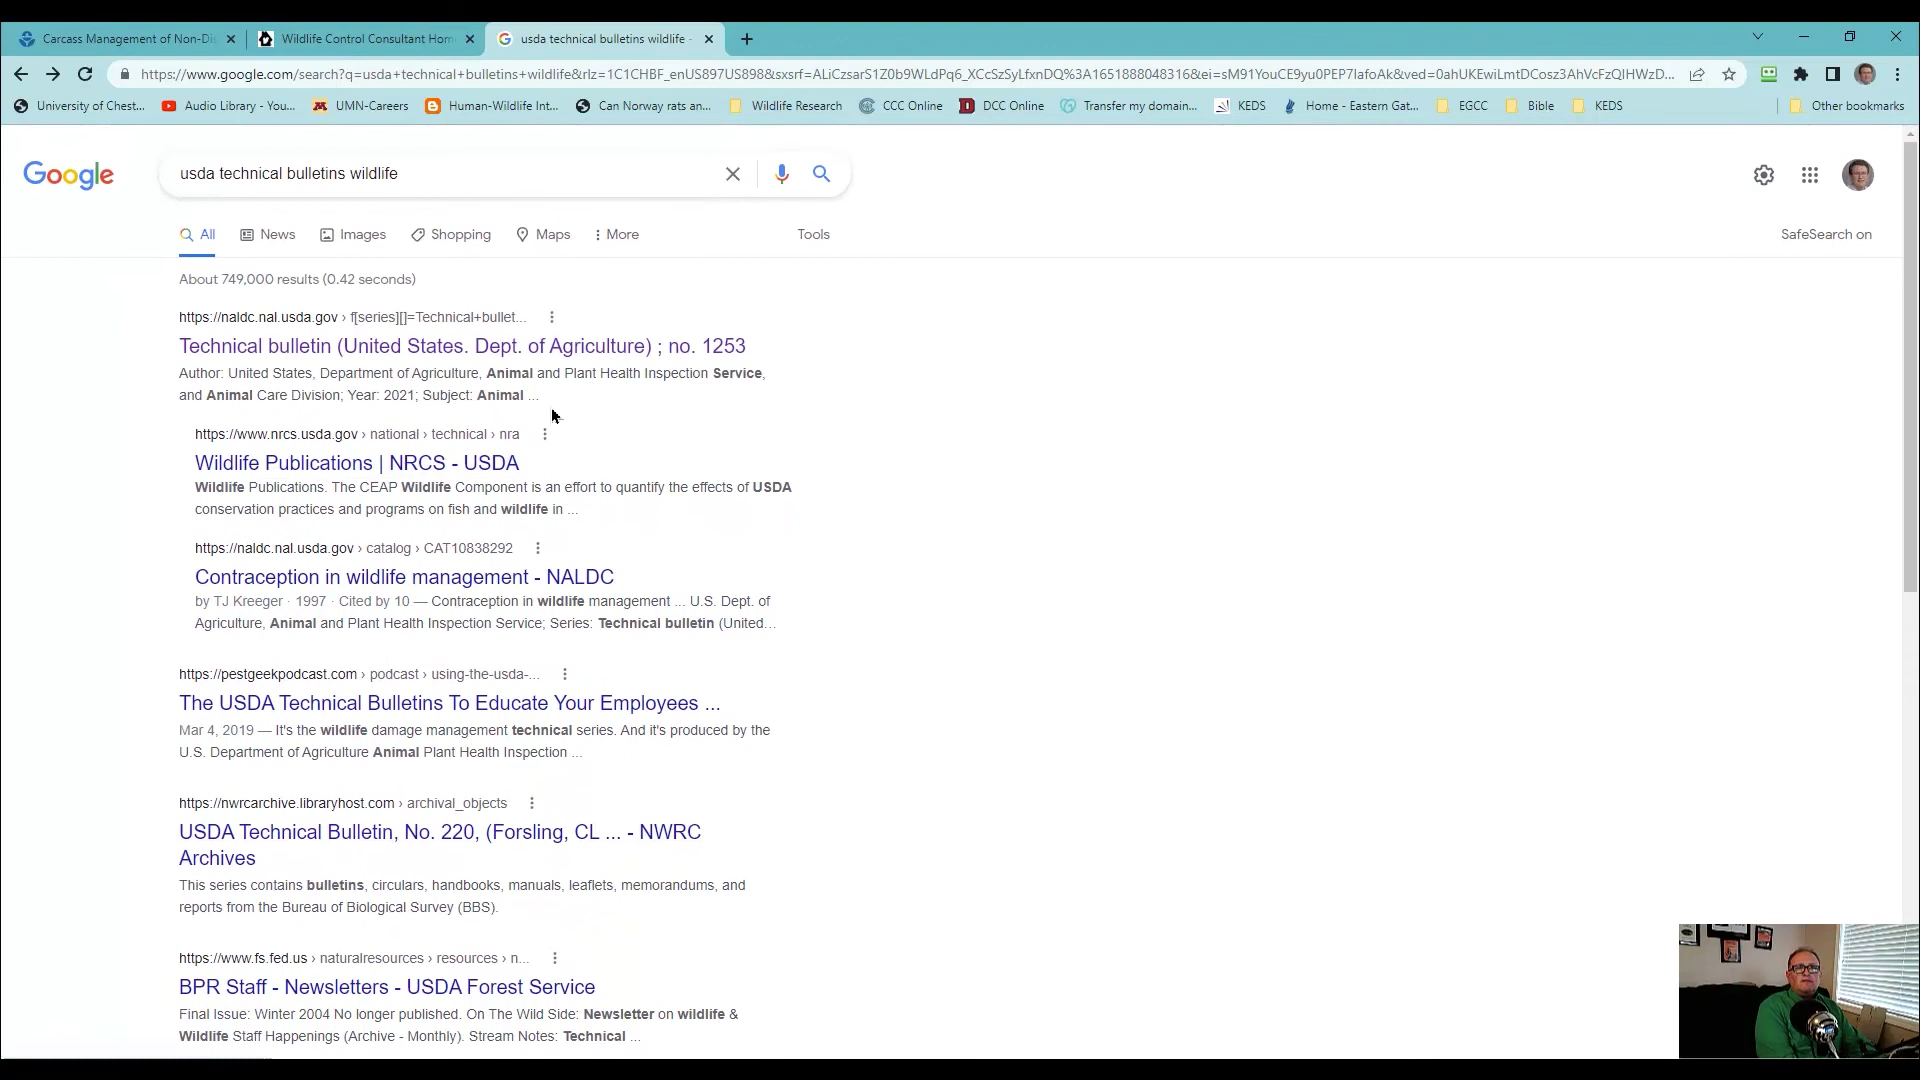 Carcass Management of Non-Di
Wildlife Control Consultant Hom
usda technical bulletins wildlife -
https://www.google.com/search?q=usda+technical+bulletins+wildlife&rlz=1C1CHBF_enUS897US898&sxsrf=ALiCzsarS1Z0b9WLdPq6_XCcSzSyLfxnDQ%3A1651888048316&ei=sM91YouCE9yu0PEP7IafoAk&ved=0ahUKEwiLmtDCosz3AhVcFzQIHWzD...
University of Chest...
Audio Library - You...
UMN-Careers
Human-Wildlife Int...
Can Norway rats an...
Wildlife Research
CCC Online
DCC Online
Transfer my domain...
KEDS
Home - Eastern Gat...
EGCC
Bible
KEDS
Other bookmarks
Google
usda technical bulletins wildlife
All
News
Images
Shopping
Maps
More
Tools
SafeSearch on
About 749,000 results (0.42 seconds)
https://naldc.nal.usda.gov › f[series][]=Technical+bullet...
Technical bulletin (United States. Dept. of Agriculture) ; no. 1253
Author: United States, Department of Agriculture, Animal and Plant Health Inspection Service,
and Animal Care Division; Year: 2021; Subject: Animal ...
https://www.nrcs.usda.gov › national › technical › nra
Wildlife Publications | NRCS - USDA
Wildlife Publications. The CEAP Wildlife Component is an effort to quantify the effects of USDA
conservation practices and programs on fish and wildlife in ...
https://naldc.nal.usda.gov › catalog › CAT10838292
Contraception in wildlife management - NALDC
by TJ Kreeger · 1997 · Cited by 10 — Contraception in wildlife management ... U.S. Dept. of
Agriculture, Animal and Plant Health Inspection Service; Series: Technical bulletin (United...
https://pestgeekpodcast.com › podcast › using-the-usda-...
The USDA Technical Bulletins To Educate Your Employees ...
Mar 4, 2019 — It's the wildlife damage management technical series. And it's produced by the
U.S. Department of Agriculture Animal Plant Health Inspection ...
https://nwrcarchive.libraryhost.com › archival_objects
USDA Technical Bulletin, No. 220, (Forsling, CL ... - NWRC
Archives
This series contains bulletins, circulars, handbooks, manuals, leaflets, memorandums, and
reports from the Bureau of Biological Survey (BBS).
https://www.fs.fed.us › naturalresources › resources › n...
BPR Staff - Newsletters - USDA Forest Service
Final Issue: Winter 2004 No longer published. On The Wild Side: Newsletter on wildlife &
Wildlife Staff Happenings (Archive - Monthly). Stream Notes: Technical ...